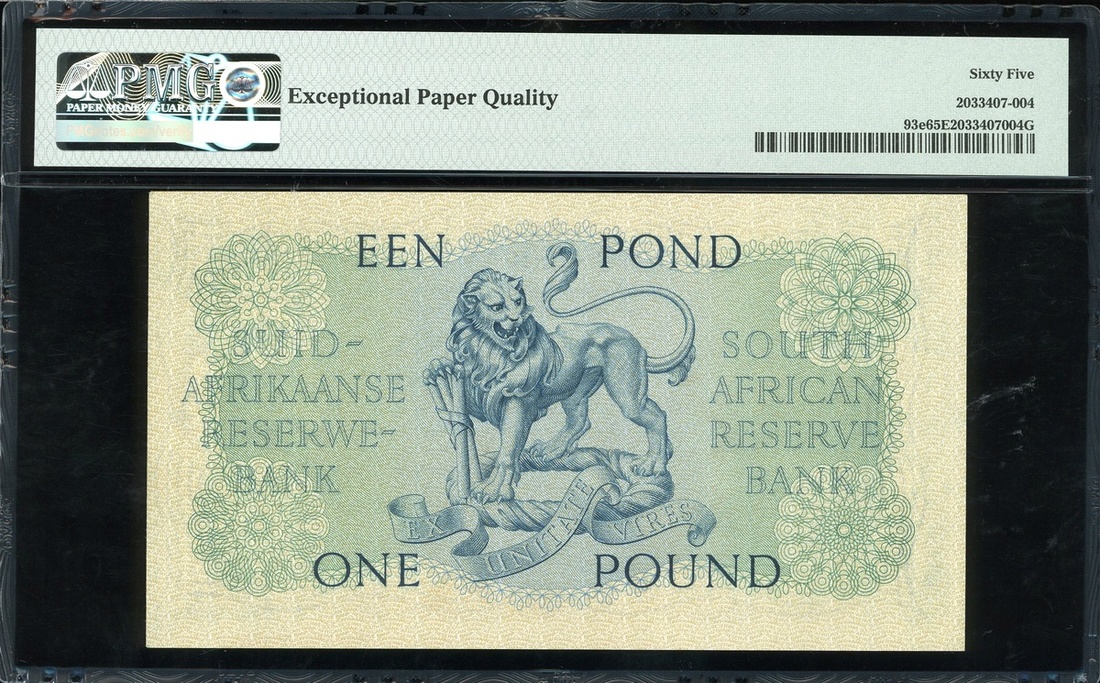 PMG
PAPER MONEY GUARANTY
Exceptional Paper Quality
Sixty Five
2033407-004
93e65E2033407004G
EEN POND
SUID-
AFRIKAANSE
RESERWE-
BANK
SOUTH
AFRICAN
RESERVE
BANK
EX UNITATE VIRES
ONE POUND